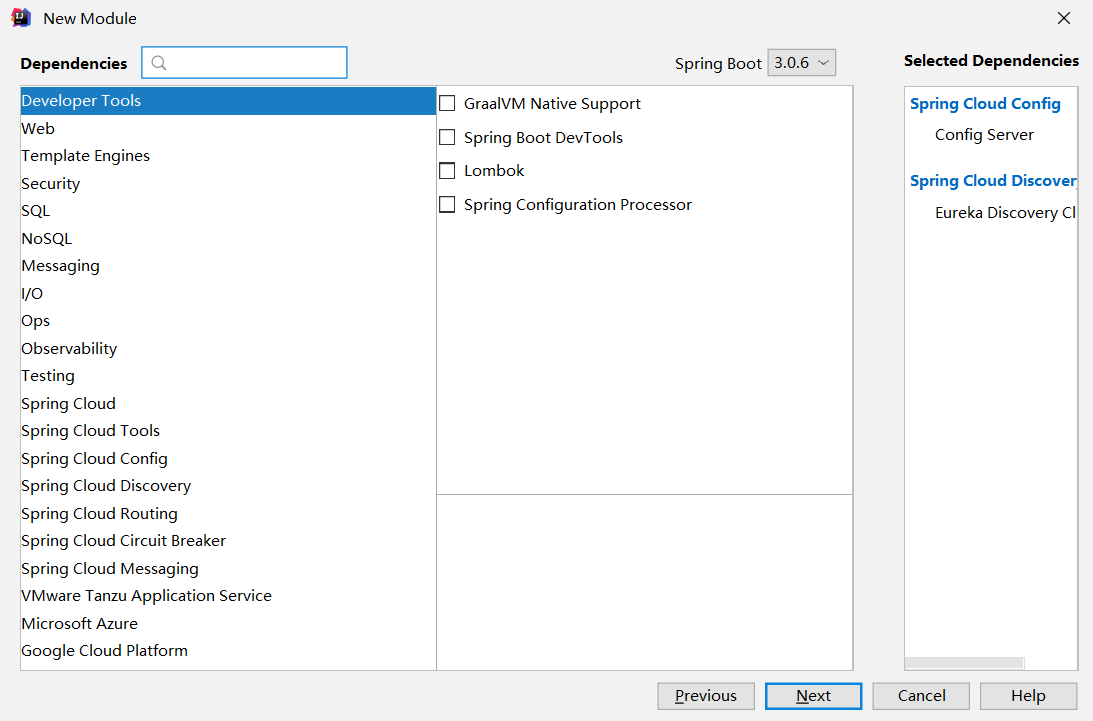 New Module
Dependencies
Spring Boot 3.0.6
Selected Dependencies
Developer Tools
Web
Template Engines
Security
SQL
NoSQL
Messaging
I/O
Ops
Observability
Testing
Spring Cloud
Spring Cloud Tools
Spring Cloud Config
Spring Cloud Discovery
Spring Cloud Routing
Spring Cloud Circuit Breaker
Spring Cloud Messaging
VMware Tanzu Application Service
Microsoft Azure
Google Cloud Platform
GraalVM Native Support
Spring Boot DevTools
Lombok
Spring Configuration Processor
Spring Cloud Config
Config Server
Spring Cloud Discover
Eureka Discovery Cl
Previous
Next
Cancel
Help